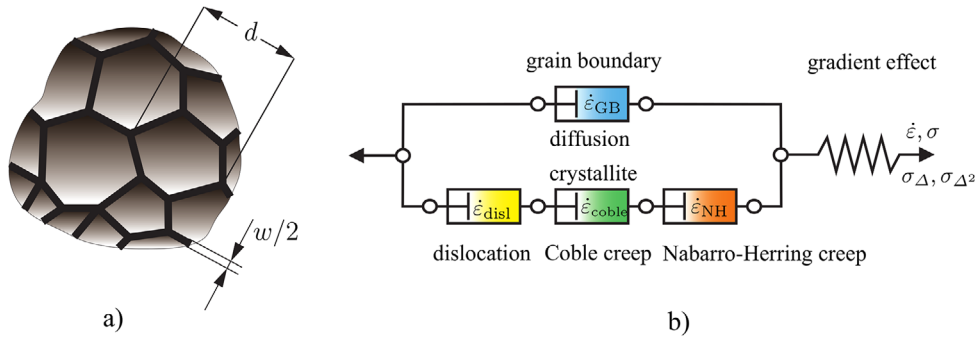 d
w/2
a)
grain boundary
ε̇GB
diffusion
crystallite
ε̇disl
ε̇coble
ε̇NH
dislocation
Coble creep
Nabarro-Herring creep
gradient effect
ε̇, σ
σΔ, σΔ²
b)